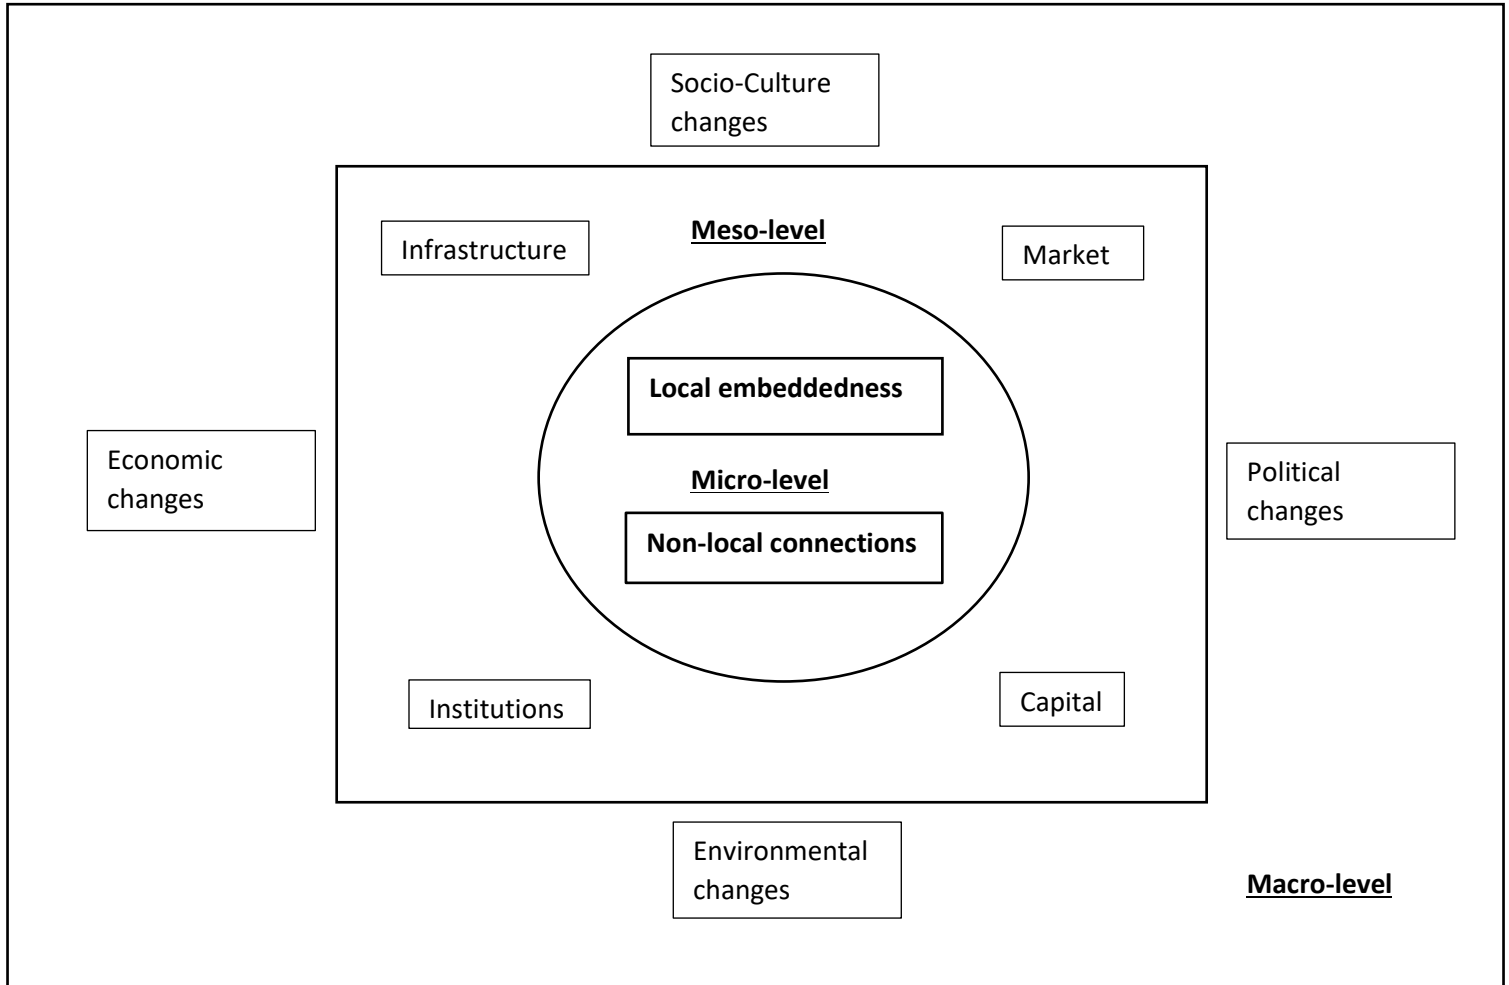 Socio-Culture
changes
Infrastructure
Meso-level
Market
Local embeddedness
Economic
changes
Micro-level
Political
changes
Non-local connections
Institutions
Capital
Environmental
changes
Macro-level